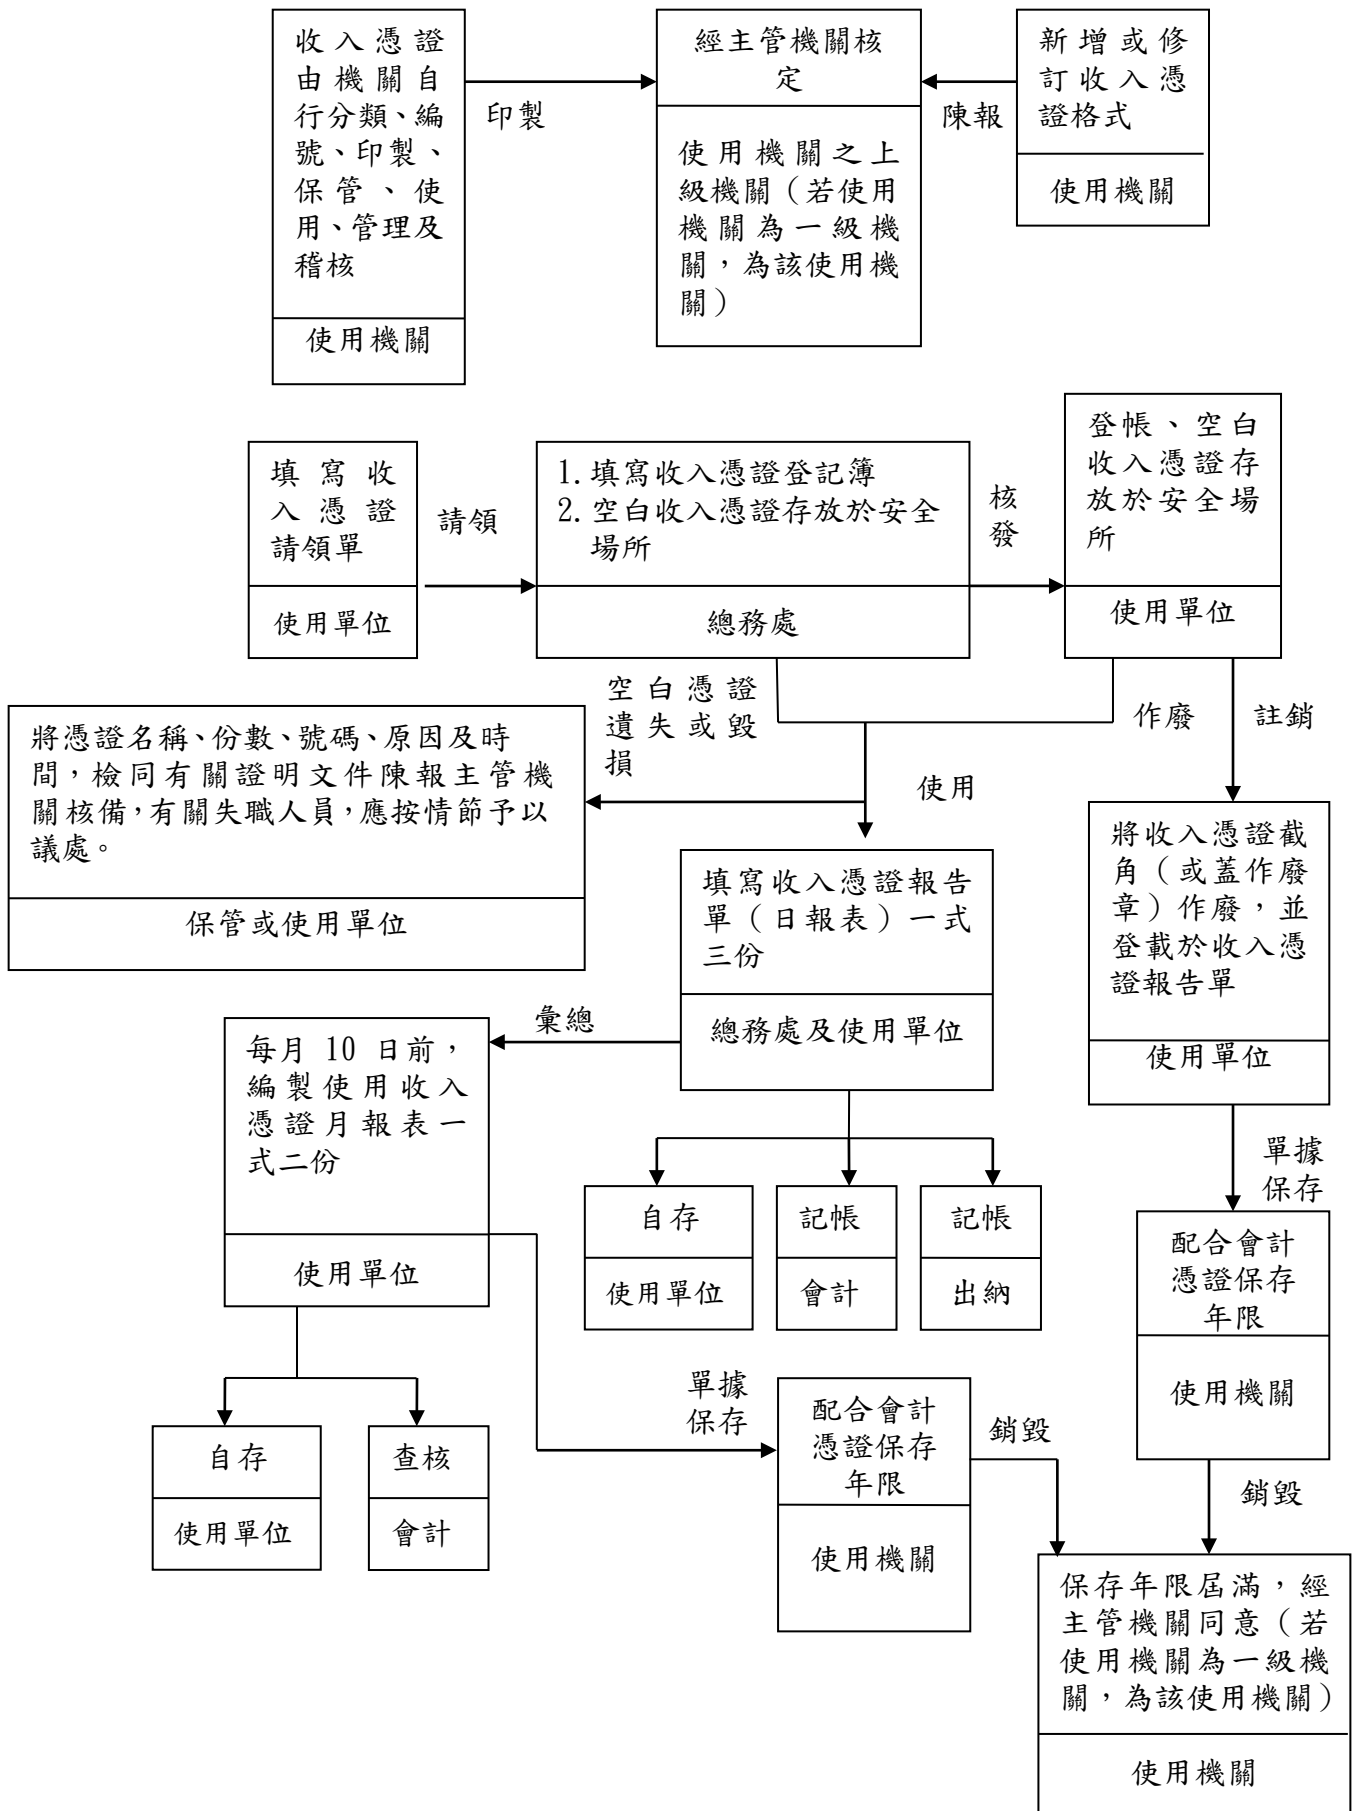 收入憑證
由機關自
行分類、編
號、印製、
保管、使
用、管理及
稽核
使用機關
印製
經主管機關核
定
使用機關之上
級機關（若使用
機關為一級機
關，為該使用機
關）
陳報
新增或修
訂收入憑
證格式
使用機關
填寫收
入憑證
請領單
使用單位
請領
1.填寫收入憑證登記簿
2.空白收入憑證存放於安全
場所
總務處
核
發
登帳、空白
收入憑證存
放於安全場
所
使用單位
空白憑證
遺失或毀
損
使用
作廢
註銷
將憑證名稱、份數、號碼、原因及時
間，檢同有關證明文件陳報主管機
關核備，有關失職人員，應按情節予以
議處。
保管或使用單位
填寫收入憑證報告
單（日報表）一式
三份
總務處及使用單位
將收入憑證截
角（或蓋作廢
章）作廢，並
登載於收入憑
證報告單
使用單位
彙總
每月 10 日前，
編製使用收入
憑證月報表一
式二份
使用單位
自存
使用單位
記帳
會計
記帳
出納
單據
保存
配合會計
憑證保存
年限
使用機關
自存
使用單位
查核
會計
單據
保存
配合會計
憑證保存
年限
使用機關
銷毀
銷毀
保存年限屆滿，經
主管機關同意（若
使用機關為一級機
關，為該使用機關）
使用機關